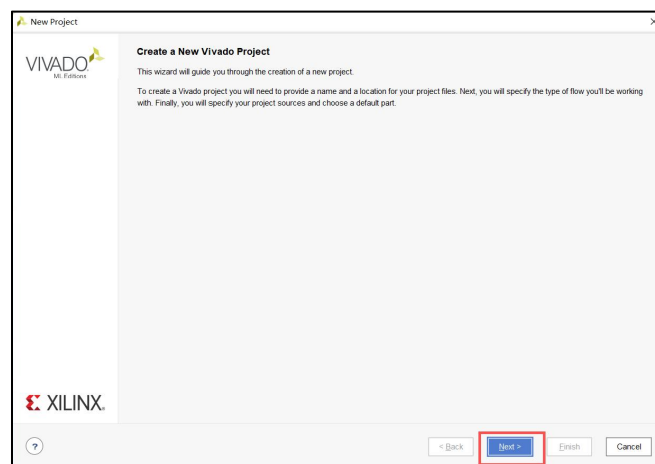 New Project
VIVADO
ML Editions
Create a New Vivado Project
This wizard will guide you through the creation of a new project.
To create a Vivado project you will need to provide a name and a location for your project files. Next, you will specify the type of flow you'll be working
with. Finally, you will specify your project sources and choose a default part.
XILINX
?
< Back
Next >
Finish
Cancel